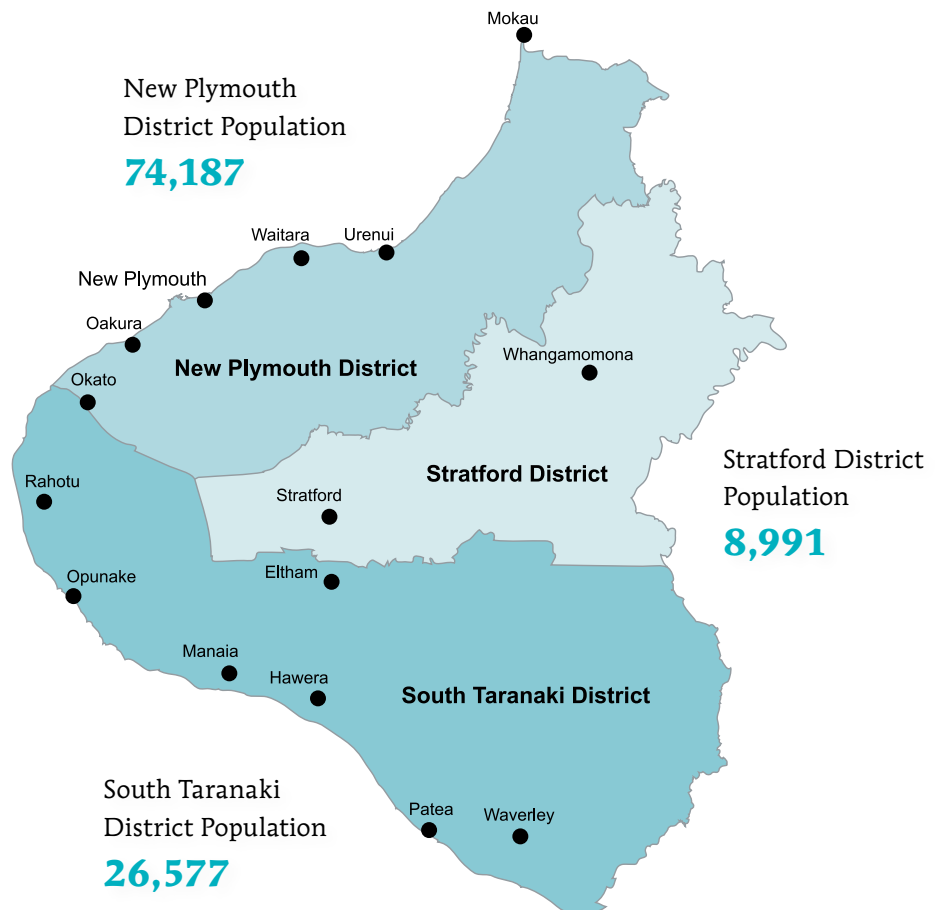 Mokau
New Plymouth
District Population
74,187
Waitara
Urenui
New Plymouth
Oakura
New Plymouth District
Whangamomona
Okato
Stratford District
Population
8,991
Stratford District
Rahotu
Stratford
Eltham
Opunake
Manaia
Hawera
South Taranaki District
South Taranaki
District Population
26,577
Patea
Waverley